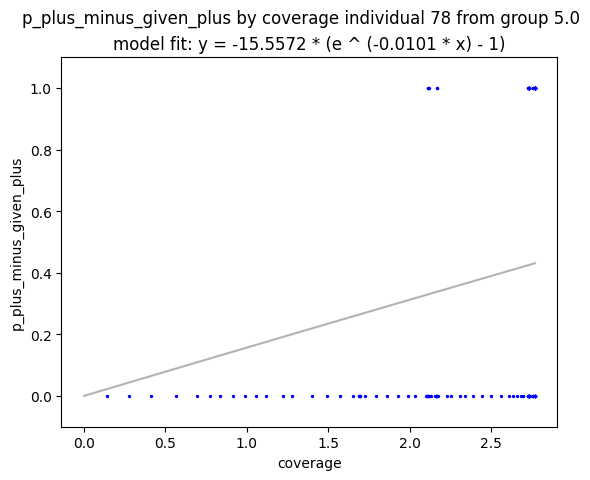 p_plus_minus_given_plus by coverage individual 78 from group 5.0
model fit: y = -15.5572 * (e ^ (-0.0101 * x) - 1)
1.0
0.8
0.6
0.4
0.2
0.0
p_plus_minus_given_plus
0.0 0.5 1.0 1.5 2.0 2.5
coverage